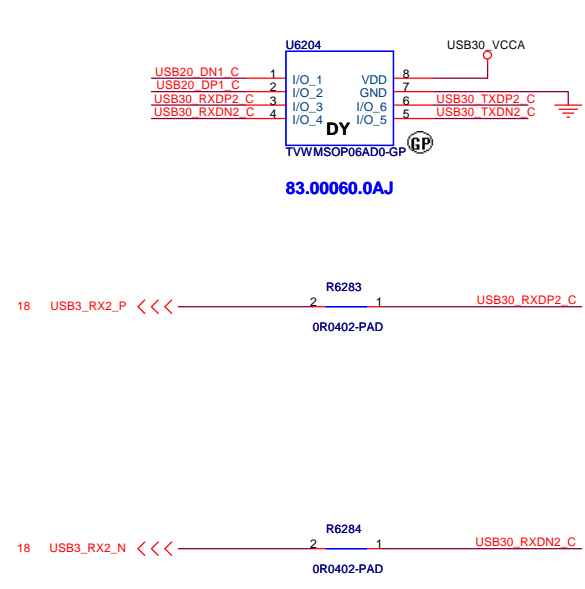 U6204 USB30_VCCA
USB20_DN1_C 1 I/O_1 VDD 8
USB20_DP1_C 2 I/O_2 GND 7
USB30_RXDP2_C 3 I/O_3 I/O_6 6 USB30_TXDP2_C
USB30_RXDN2_C 4 I/O_4 I/O_5 5 USB30_TXDN2_C
DY
TVWMSOP06AD0-GP GP
83.00060.0AJ
R6283
18 USB3_RX2_P 2 1 USB30_RXDP2_C
0R0402-PAD
R6284
18 USB3_RX2_N 2 1 USB30_RXDN2_C
0R0402-PAD